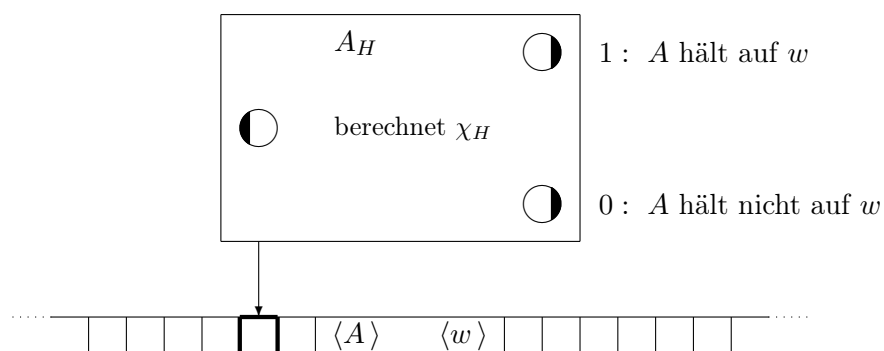 A_H
1 : A hält auf w
berechnet χ_H
0 : A hält nicht auf w
⟨A⟩ ⟨w⟩